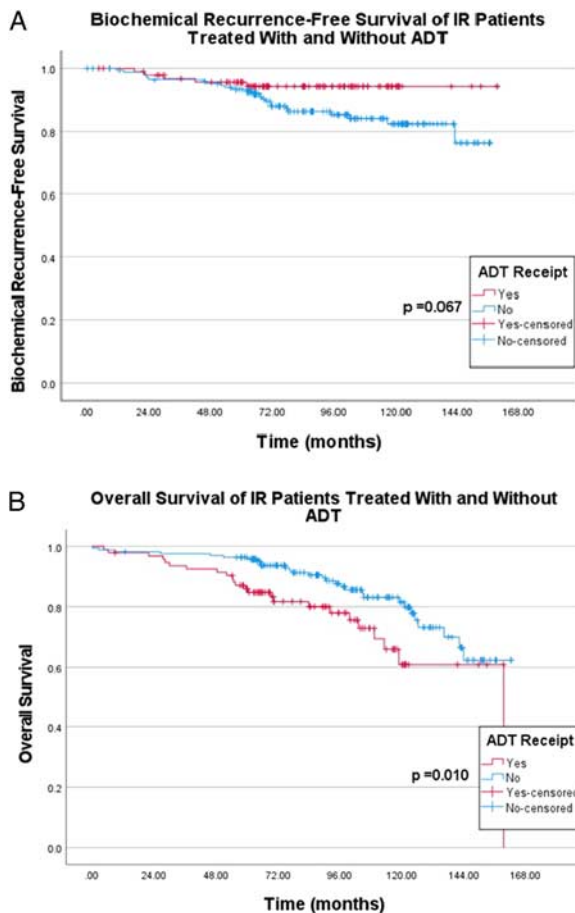 A
Biochemical Recurrence-Free Survival of IR Patients
Treated With and Without ADT
Biochemical Recurrence-Free Survival
1.0
0.8
0.6
0.4
0.2
0.0
ADT Receipt
Yes
No
Yes-censored
No-censored
p =0.067
.00 24.00 48.00 72.00 96.00 120.00 144.00 168.00
Time (months)
B
Overall Survival of IR Patients Treated With and Without
ADT
Overall Survival
1.0
0.8
0.6
0.4
0.2
0.0
ADT Receipt
Yes
No
Yes-censored
No-censored
p =0.010
.00 24.00 48.00 72.00 96.00 120.00 144.00 168.00
Time (months)